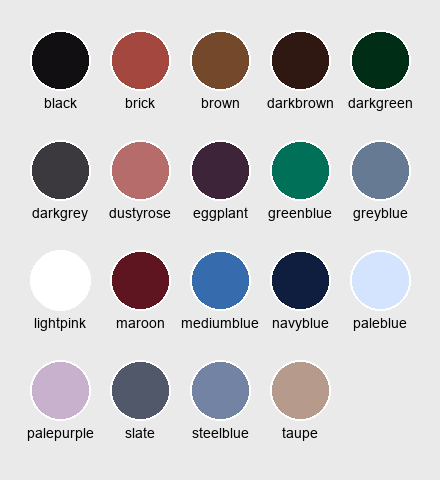 black brick brown darkbrown darkgreen
darkgrey dustyrose eggplant greenblue greyblue
lightpink maroon mediumblue navyblue paleblue
palepurple slate steelblue taupe